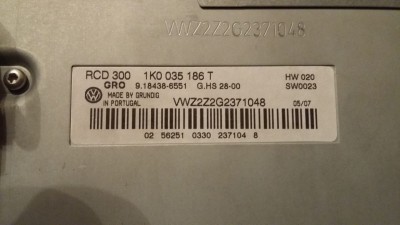 VWZ2Z2G2371048
RCD 300 1K0 035 186 T HW 020
GRO 9.18438-6551 G.HS 28-00 SW0023
MADE BY GRUNDIG
IN PORTUGAL VWZ2Z2G2371048 05/07
02 56251 0330 237104 8